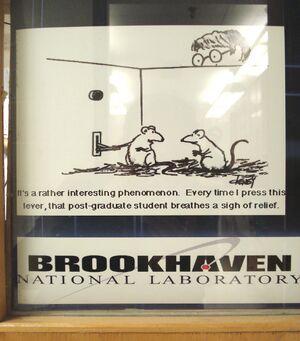 It's a rather interesting phenomenon. Every time I press this
lever, that post-graduate student breathes a sigh of relief.
BROOKHAVEN
NATIONAL LABORATORY